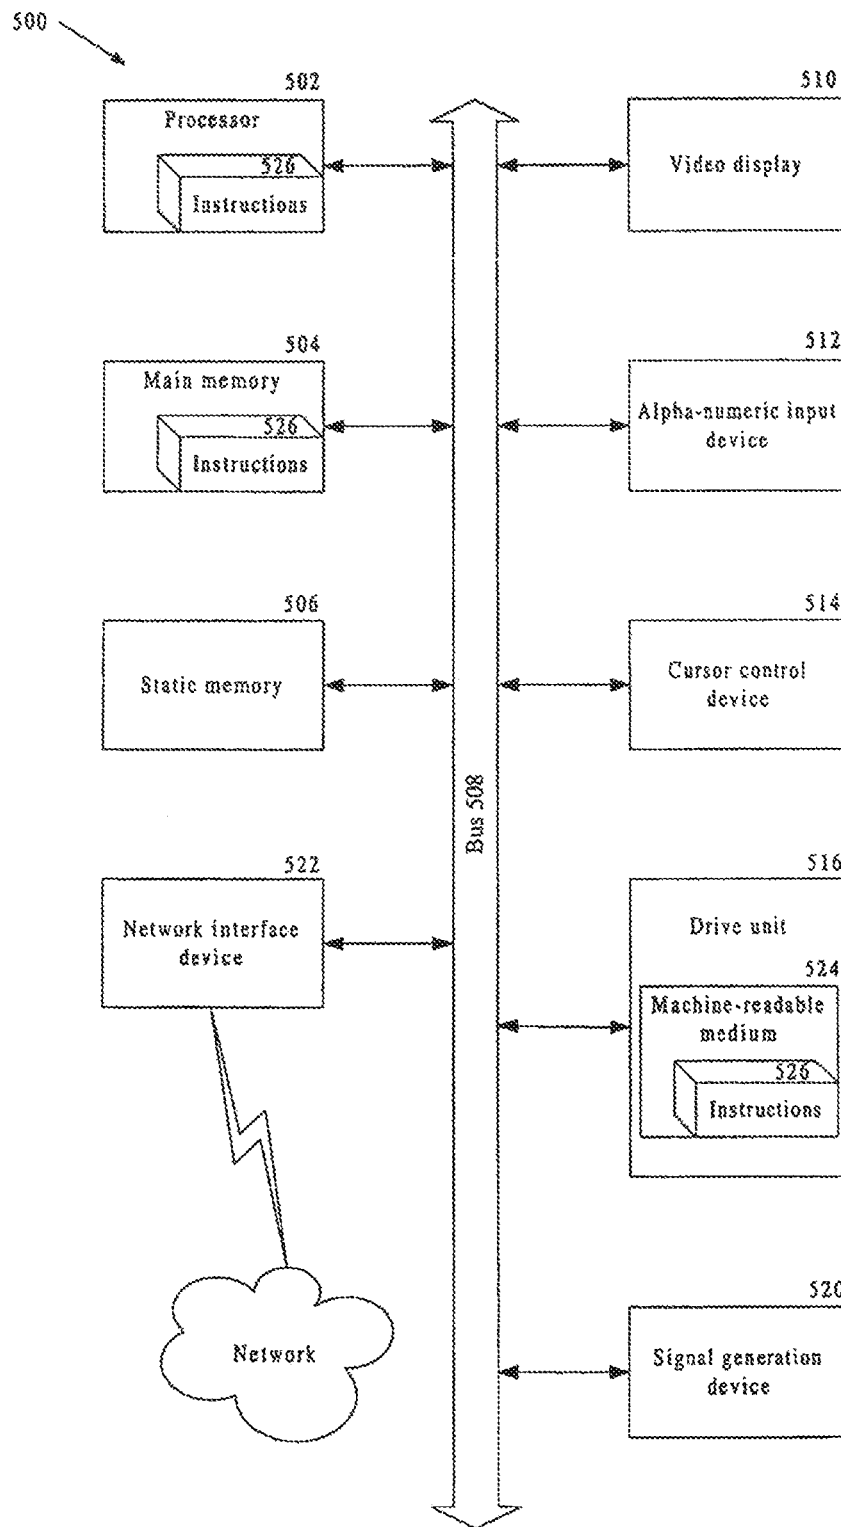 500
502
Processor
526
Instructions
510
Video display
504
Main memory
526
Instructions
512
Alpha-numeric input
device
506
Static memory
514
Cursor control
device
Bus 508
522
Network interface
device
516
Drive unit
524
Machine-readable
medium
526
Instructions
Network
520
Signal generation
device